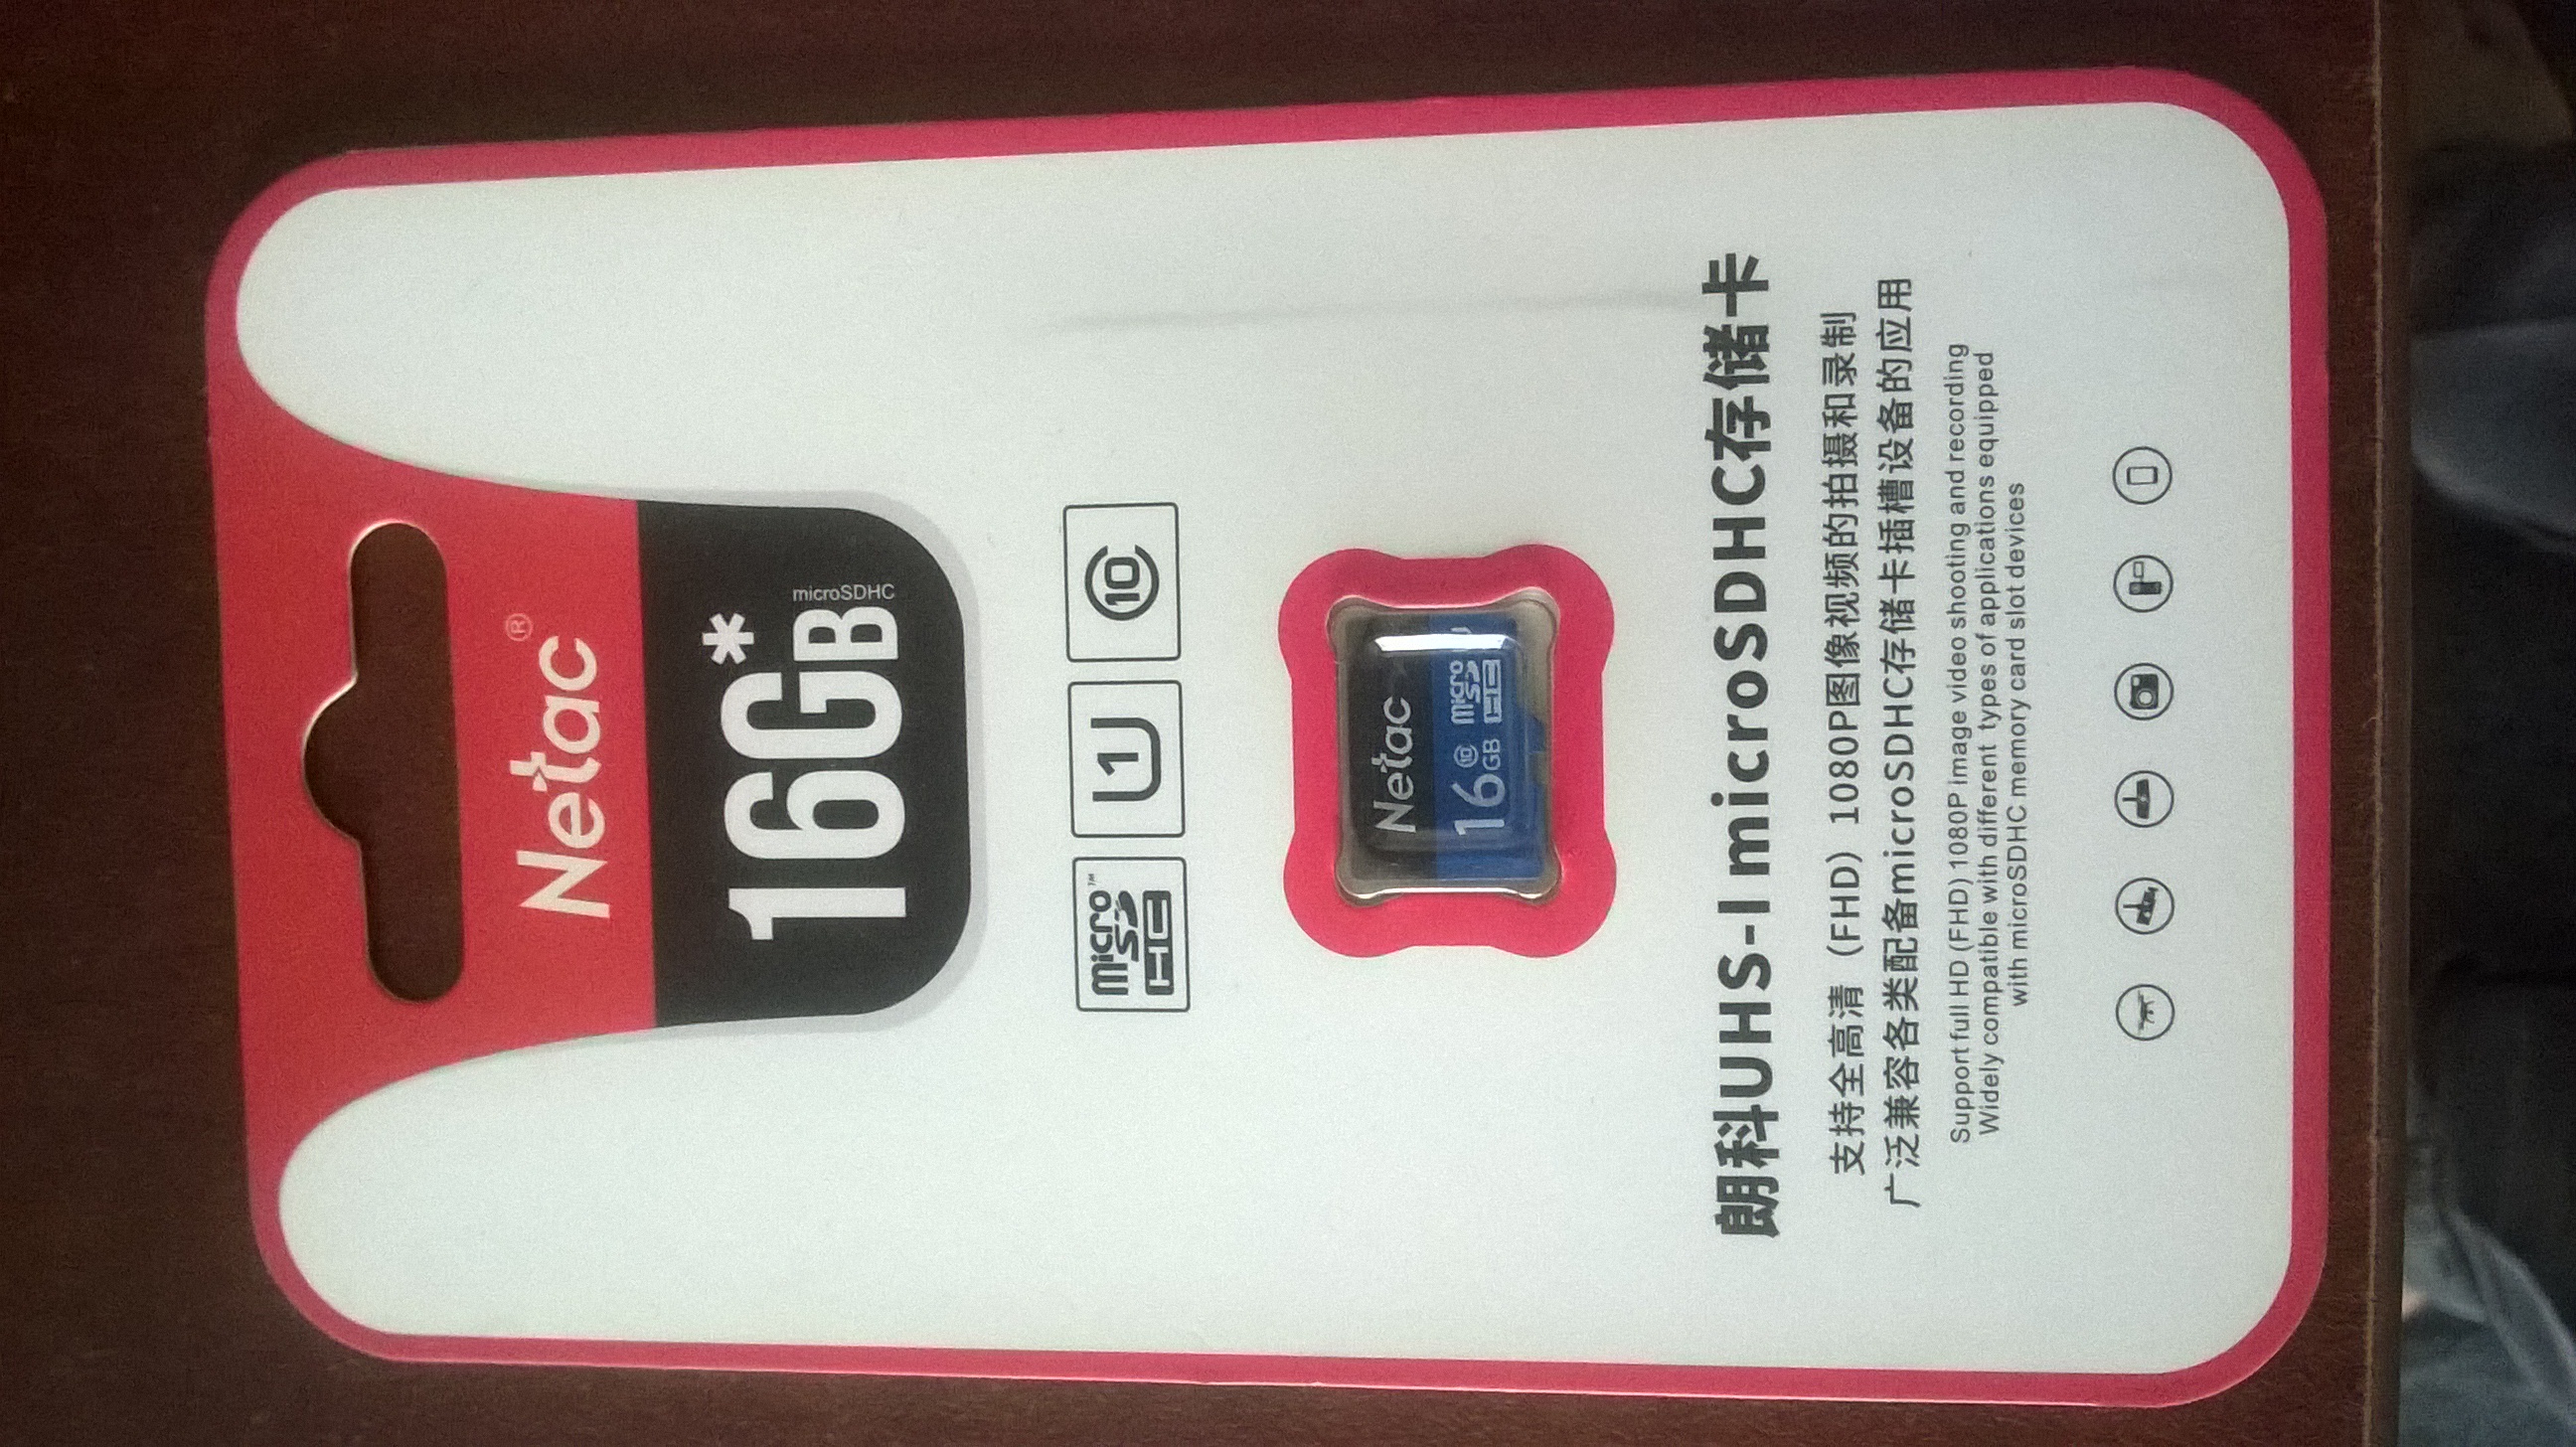 Netac®
16GB*
microSDHC
micro SD HC™
U1
C10
Netac
16GB C10 micro SD HC
朗科UHS-I microSDHC存储卡
支持全高清（FHD）1080P图像视频的拍摄和录制
广泛兼容各类配备microSDHC存储卡插槽设备的应用
Support full HD (FHD) 1080P image video shooting and recording
Widely compatible with different types of applications equipped
with microSDHC memory card slot devices